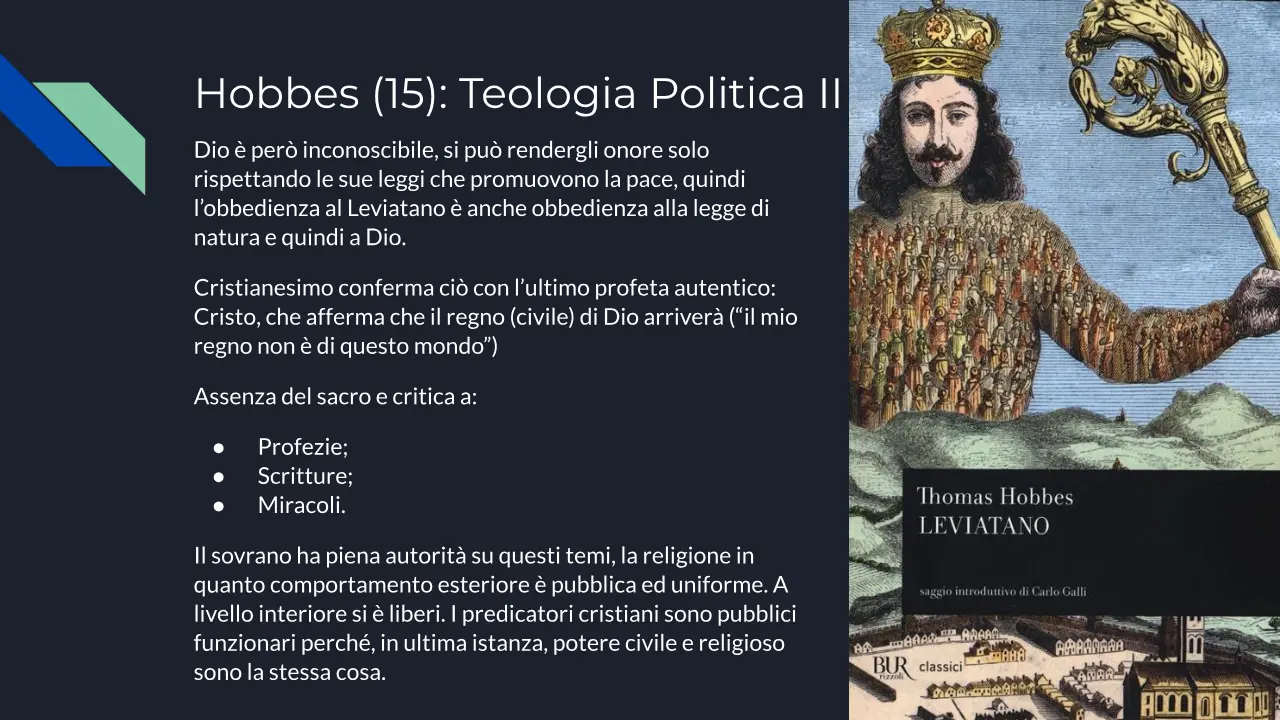 Hobbes (15): Teologia Politica II
Dio è però inconoscibile, si può rendergli onore solo
rispettando le sue leggi che promuovono la pace, quindi
l’obbedienza al Leviatano è anche obbedienza alla legge di
natura e quindi a Dio.
Cristianesimo conferma ciò con l’ultimo profeta autentico:
Cristo, che afferma che il regno (civile) di Dio arriverà (“il mio
regno non è di questo mondo”)
Assenza del sacro e critica a:
● Profezie;
● Scritture;
● Miracoli.
Il sovrano ha piena autorità su questi temi, la religione in
quanto comportamento esteriore è pubblica ed uniforme. A
livello interiore si è liberi. I predicatori cristiani sono pubblici
funzionari perché, in ultima istanza, potere civile e religioso
sono la stessa cosa.
Thomas Hobbes
LEVIATANO
saggio introduttivo di Carlo Galli
BUR
rizzoli
classici